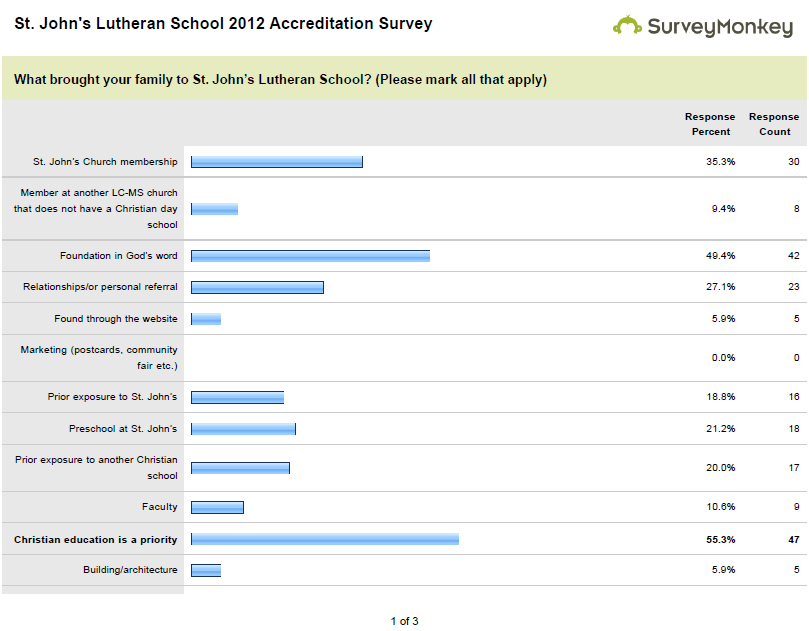 St. John's Lutheran School 2012 Accreditation Survey
SurveyMonkey
What brought your family to St. John's Lutheran School? (Please mark all that apply)
Response Response
Percent Count
St. John's Church membership 35.3% 30
Member at another LC-MS church
that does not have a Christian day 9.4% 8
school
Foundation in God's word 49.4% 42
Relationships/or personal referral 27.1% 23
Found through the website 5.9% 5
Marketing (postcards, community
fair etc.) 0.0% 0
Prior exposure to St. John's 18.8% 16
Preschool at St. John's 21.2% 18
Prior exposure to another Christian
school 20.0% 17
Faculty 10.6% 9
Christian education is a priority 55.3% 47
Building/architecture 5.9% 5
1 of 3